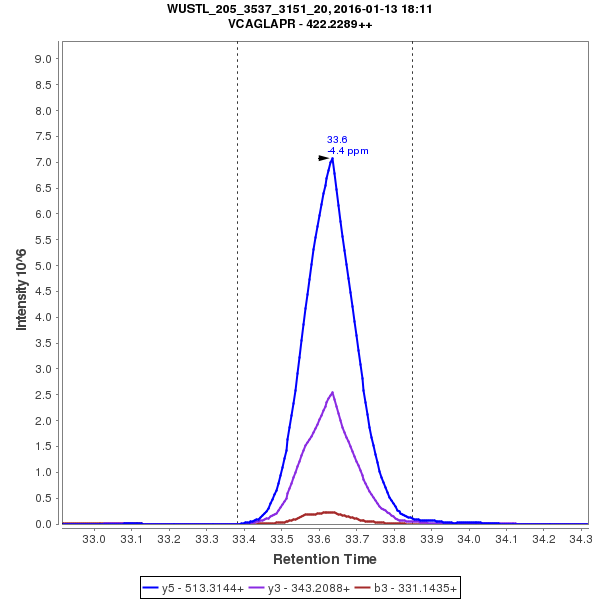 WUSTL_205_3537_3151_20, 2016-01-13 18:11
VCAGLAPR - 422.2289++
Intensity 10^6
9.0
8.5
8.0
7.5
7.0
6.5
6.0
5.5
5.0
4.5
4.0
3.5
3.0
2.5
2.0
1.5
1.0
0.5
0.0
33.6
-4.4 ppm
33.0 33.1 33.2 33.3 33.4 33.5 33.6 33.7 33.8 33.9 34.0 34.1 34.2 34.3
Retention Time
y5 - 513.3144+ y3 - 343.2088+ b3 - 331.1435+